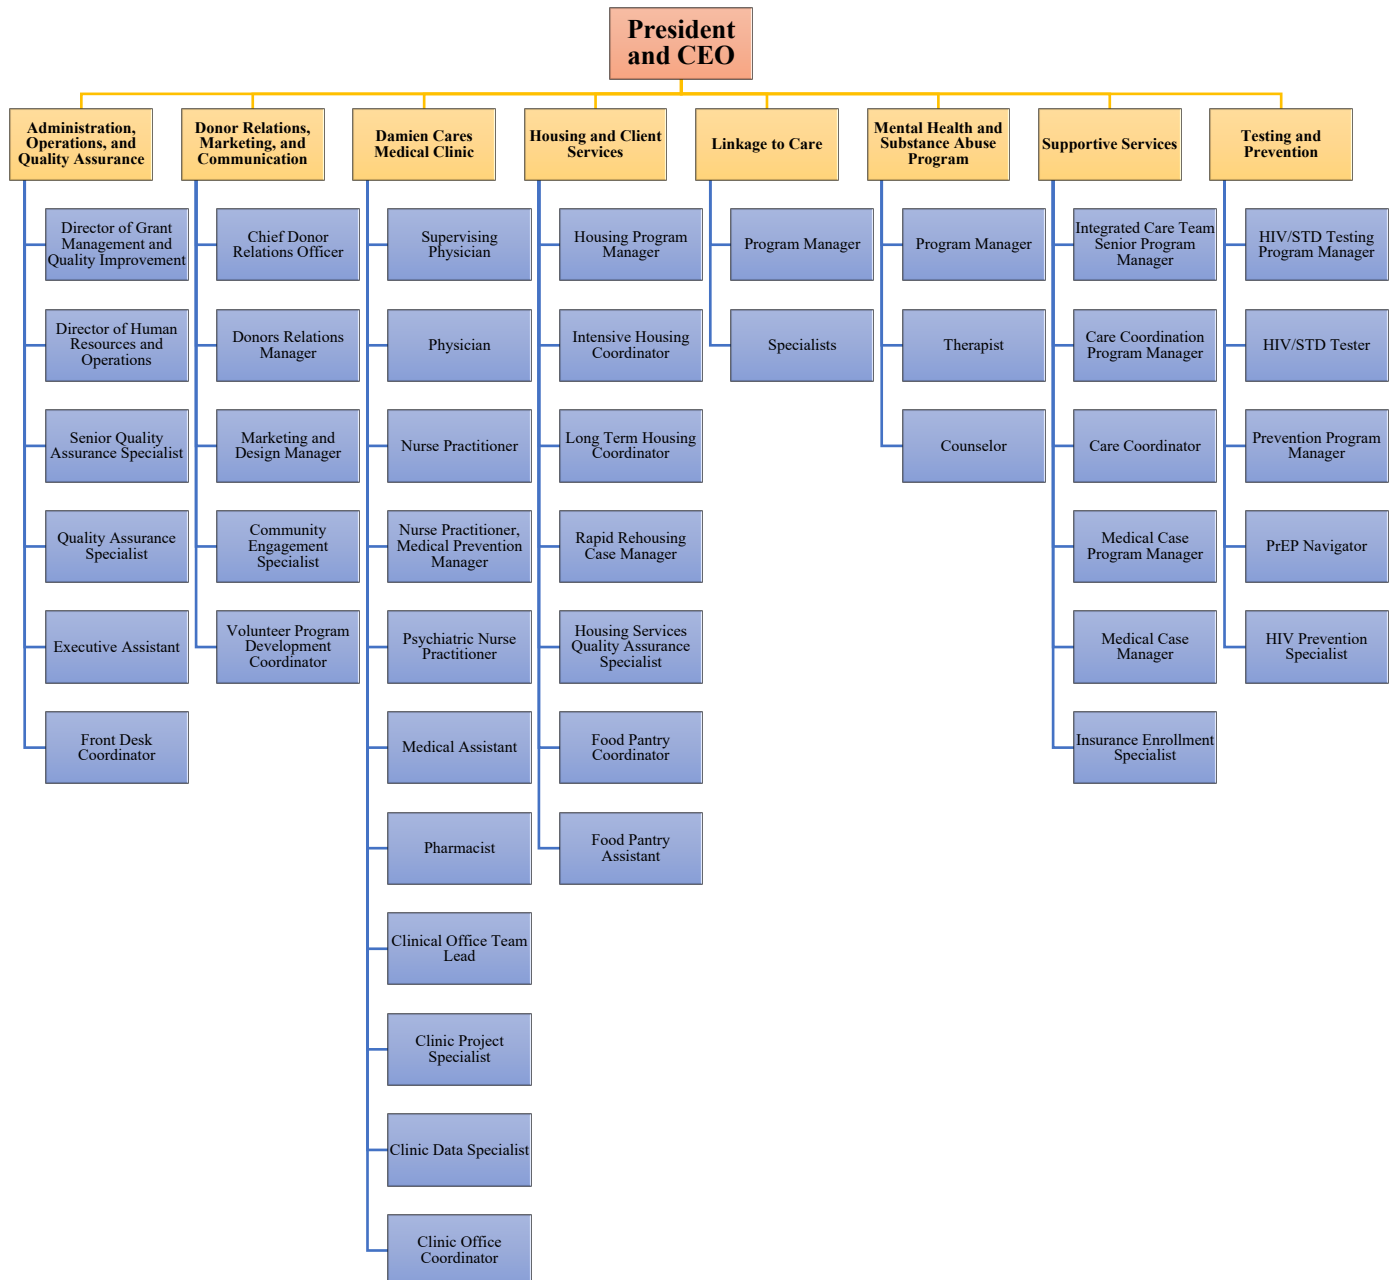 President
and CEO
Administration,
Operations, and
Quality Assurance
Donor Relations,
Marketing, and
Communication
Damien Cares
Medical Clinic
Housing and Client
Services
Linkage to Care
Mental Health and
Substance Abuse
Program
Supportive Services
Testing and
Prevention
Director of Grant
Management and
Quality Improvement
Director of Human
Resources and
Operations
Senior Quality
Assurance Specialist
Quality Assurance
Specialist
Executive Assistant
Front Desk
Coordinator
Chief Donor
Relations Officer
Donors Relations
Manager
Marketing and
Design Manager
Community
Engagement
Specialist
Volunteer Program
Development
Coordinator
Supervising
Physician
Physician
Nurse Practitioner
Nurse Practitioner,
Medical Prevention
Manager
Psychiatric Nurse
Practitioner
Medical Assistant
Pharmacist
Clinical Office Team
Lead
Clinic Project
Specialist
Clinic Data Specialist
Clinic Office
Coordinator
Housing Program
Manager
Intensive Housing
Coordinator
Long Term Housing
Coordinator
Rapid Rehousing
Case Manager
Housing Services
Quality Assurance
Specialist
Food Pantry
Coordinator
Food Pantry
Assistant
Program Manager
Specialists
Program Manager
Therapist
Counselor
Integrated Care Team
Senior Program
Manager
Care Coordination
Program Manager
Care Coordinator
Medical Case
Program Manager
Medical Case
Manager
Insurance Enrollment
Specialist
HIV/STD Testing
Program Manager
HIV/STD Tester
Prevention Program
Manager
PrEP Navigator
HIV Prevention
Specialist